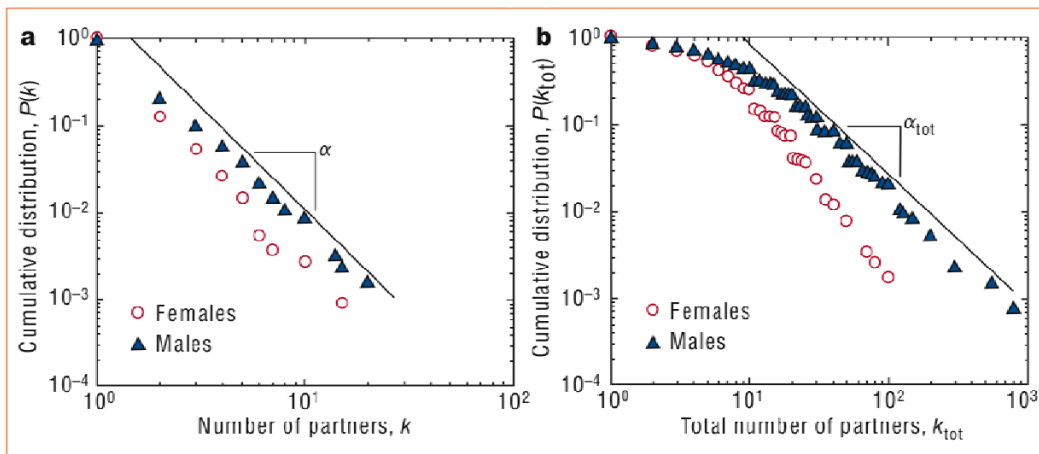 a
Cumulative distribution, P(k)
10⁰
10⁻¹
10⁻²
10⁻³
10⁻⁴
α
Females
Males
10⁰
10¹
10²
Number of partners, k
b
Cumulative distribution, P(kₜₒₜ)
10⁰
10⁻¹
10⁻²
10⁻³
10⁻⁴
αₜₒₜ
Females
Males
10⁰
10¹
10²
10³
Total number of partners, kₜₒₜ